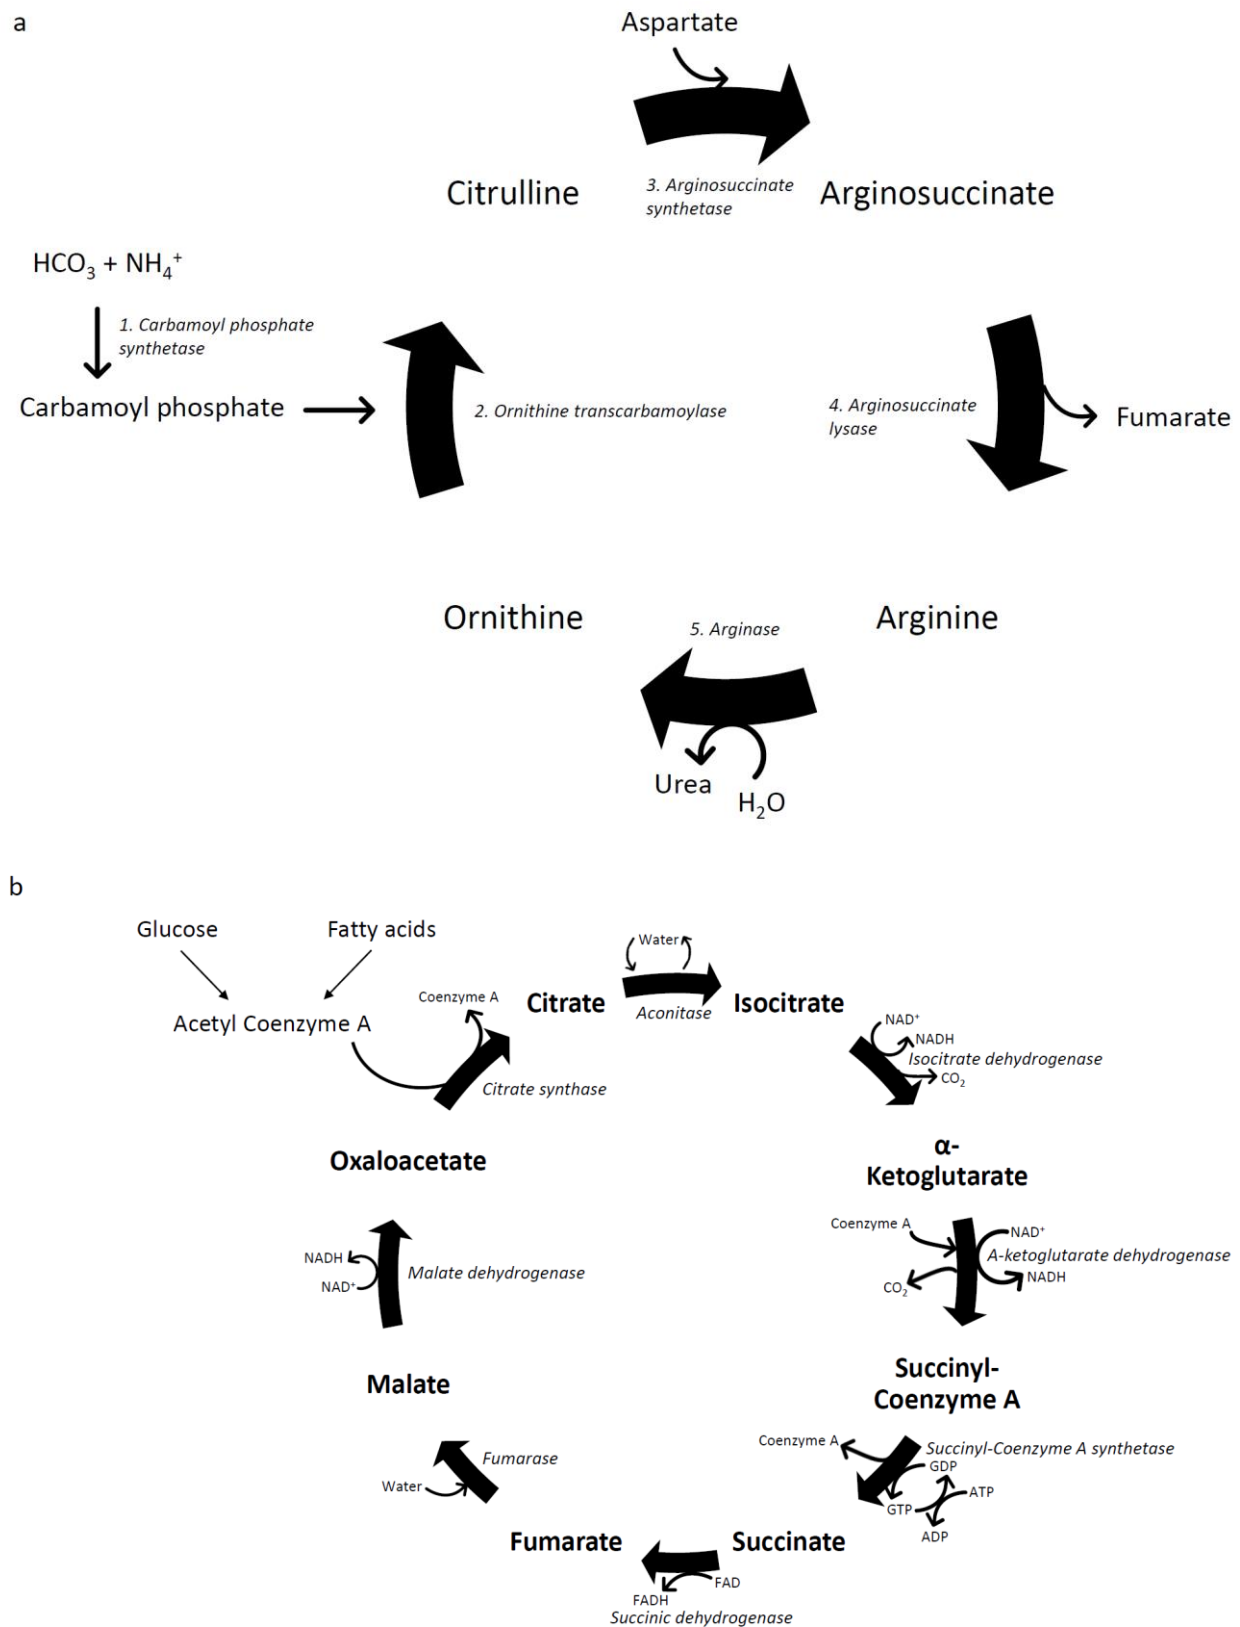 a
Aspartate
Citrulline
3. Arginosuccinate
synthetase
Arginosuccinate
HCO₃ + NH₄⁺
1. Carbamoyl phosphate
synthetase
Carbamoyl phosphate
2. Ornithine transcarbamoylase
4. Arginosuccinate
lysase
Fumarate
Ornithine
5. Arginase
Arginine
Urea
H₂O
b
Glucose
Fatty acids
Acetyl Coenzyme A
Coenzyme A
Citrate
Water
Aconitase
Isocitrate
Citrate synthase
NAD⁺
NADH
Isocitrate dehydrogenase
CO₂
Oxaloacetate
α-
Ketoglutarate
Coenzyme A
NAD⁺
A-ketoglutarate dehydrogenase
NADH
CO₂
NADH
NAD⁺
Malate dehydrogenase
Succinyl-
Coenzyme A
Malate
Coenzyme A
Succinyl-Coenzyme A synthetase
GDP
GTP
ATP
ADP
Fumarase
Water
Fumarate
Succinate
FAD
FADH
Succinic dehydrogenase